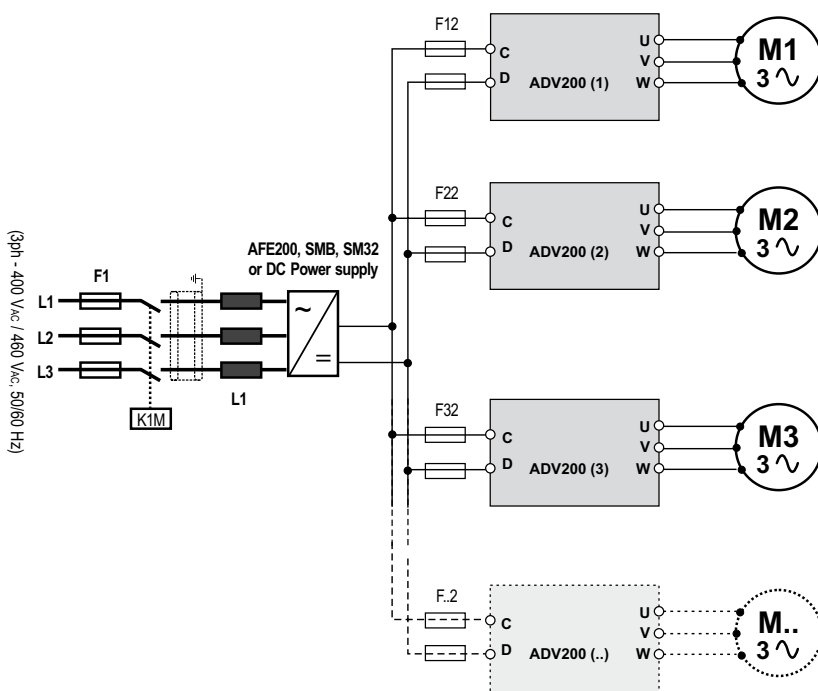 (3ph - 400 VAC / 460 VAC, 50/60 Hz)
L1
L2
L3
F1
K1M
L1
AFE200, SMB, SM32
or DC Power supply
~
=
F12
C
D
ADV200 (1)
U
V
W
M1
3 ~
F22
C
D
ADV200 (2)
U
V
W
M2
3 ~
F32
C
D
ADV200 (3)
U
V
W
M3
3 ~
F..2
C
D
ADV200 (..)
U
V
W
M..
3 ~